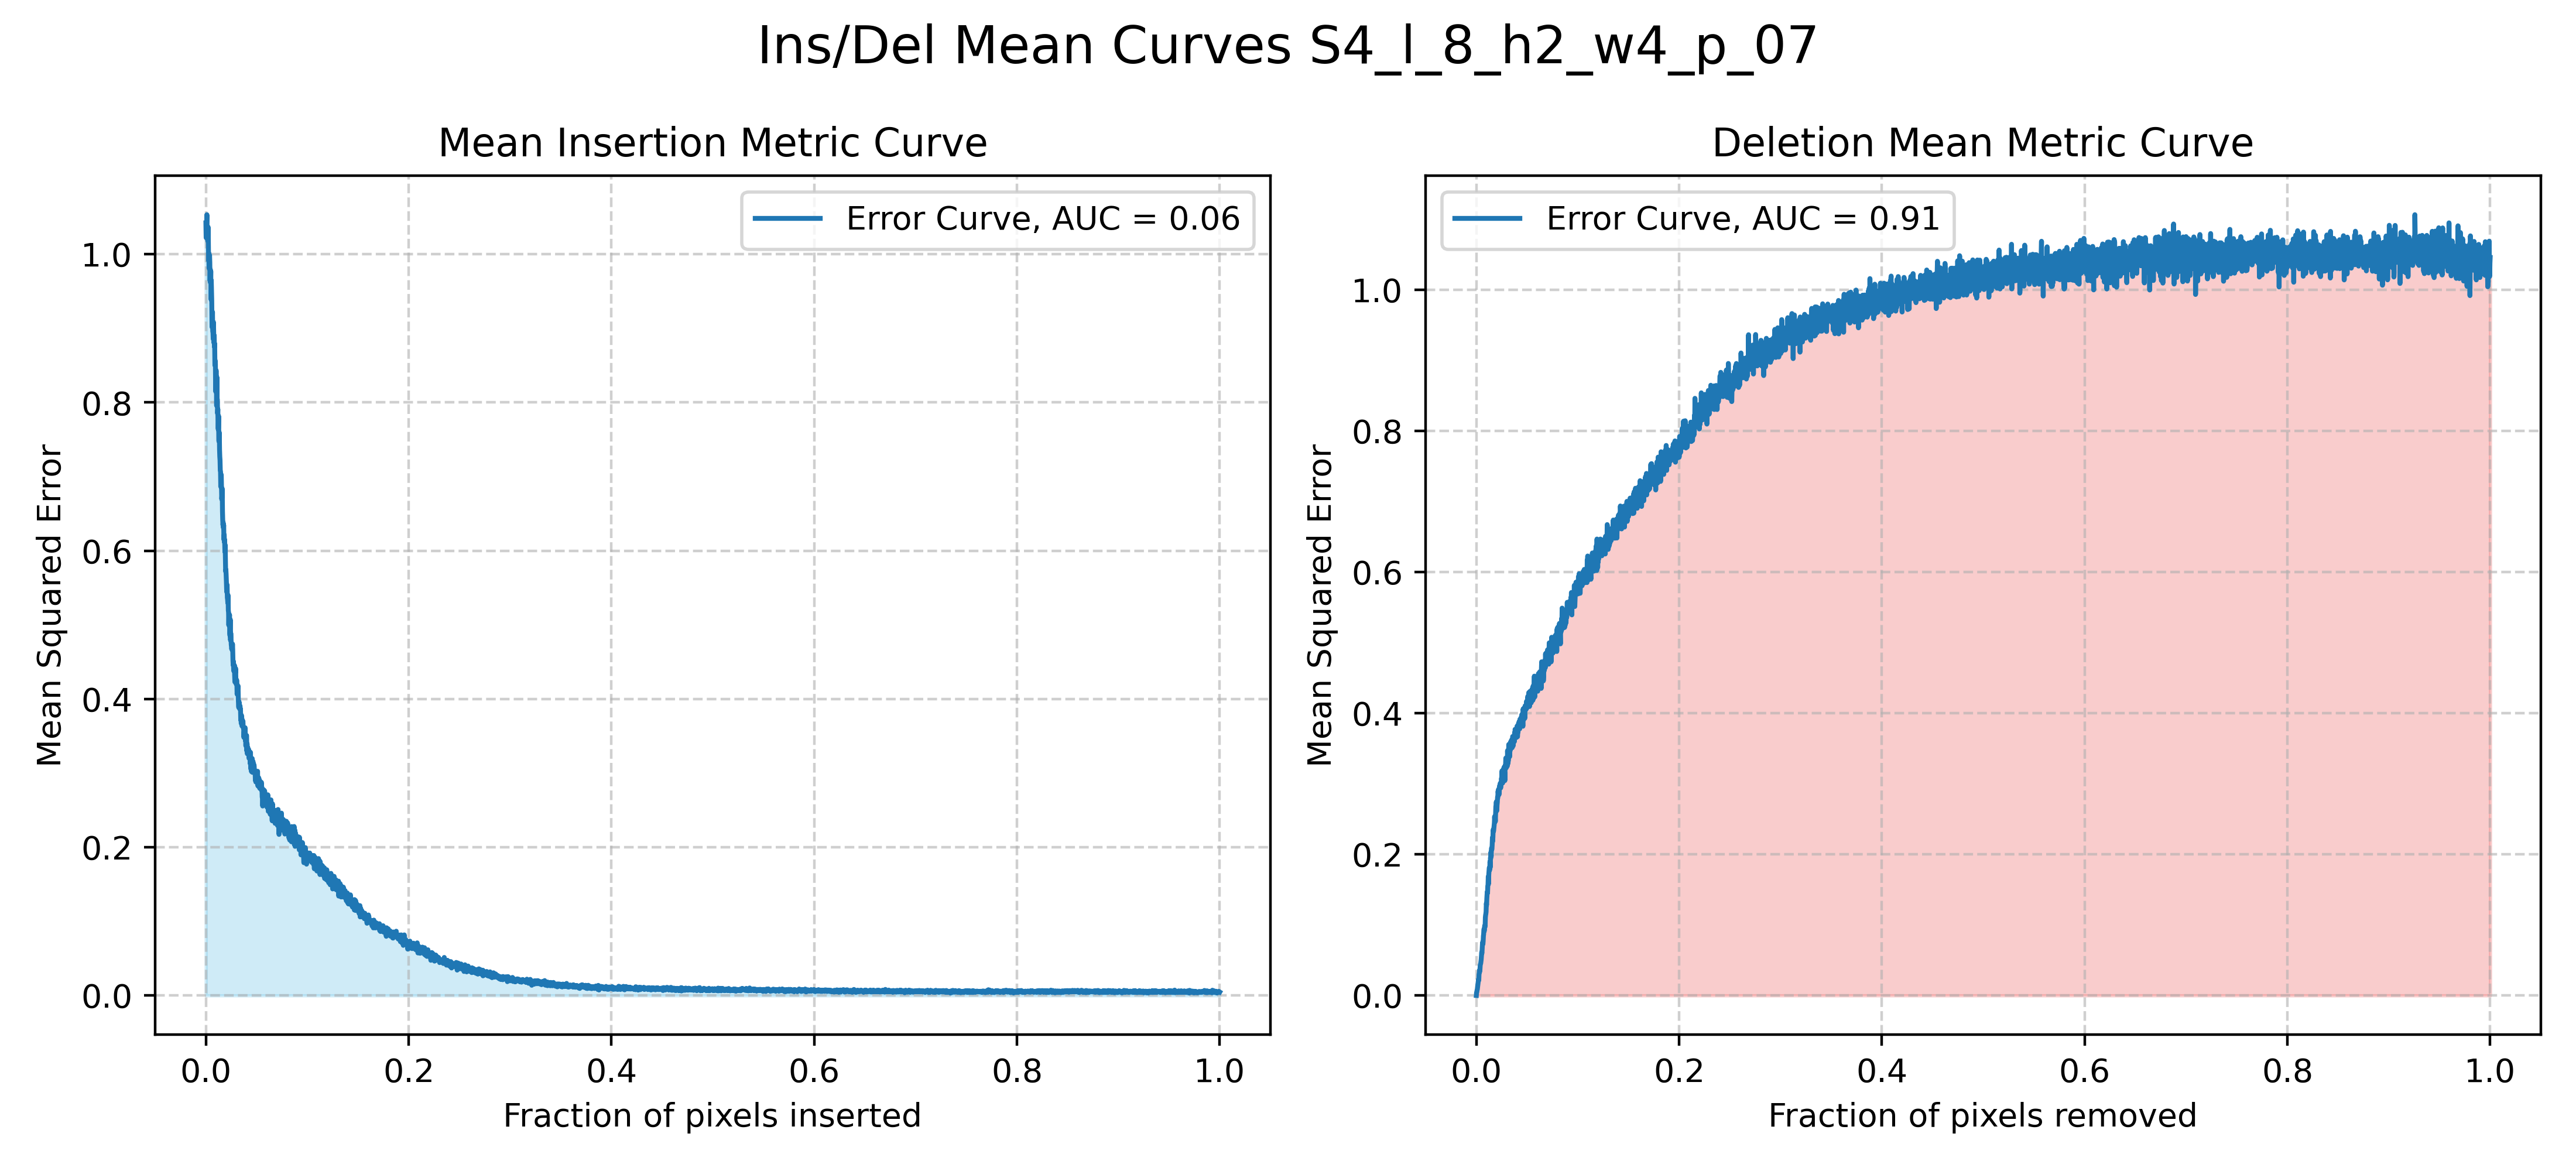 Ins/Del Mean Curves S4_l_8_h2_w4_p_07
Mean Insertion Metric Curve
Error Curve, AUC = 0.06
Mean Squared Error
1.0
0.8
0.6
0.4
0.2
0.0
0.0 0.2 0.4 0.6 0.8 1.0
Fraction of pixels inserted
Deletion Mean Metric Curve
Error Curve, AUC = 0.91
Mean Squared Error
1.0
0.8
0.6
0.4
0.2
0.0
0.0 0.2 0.4 0.6 0.8 1.0
Fraction of pixels removed